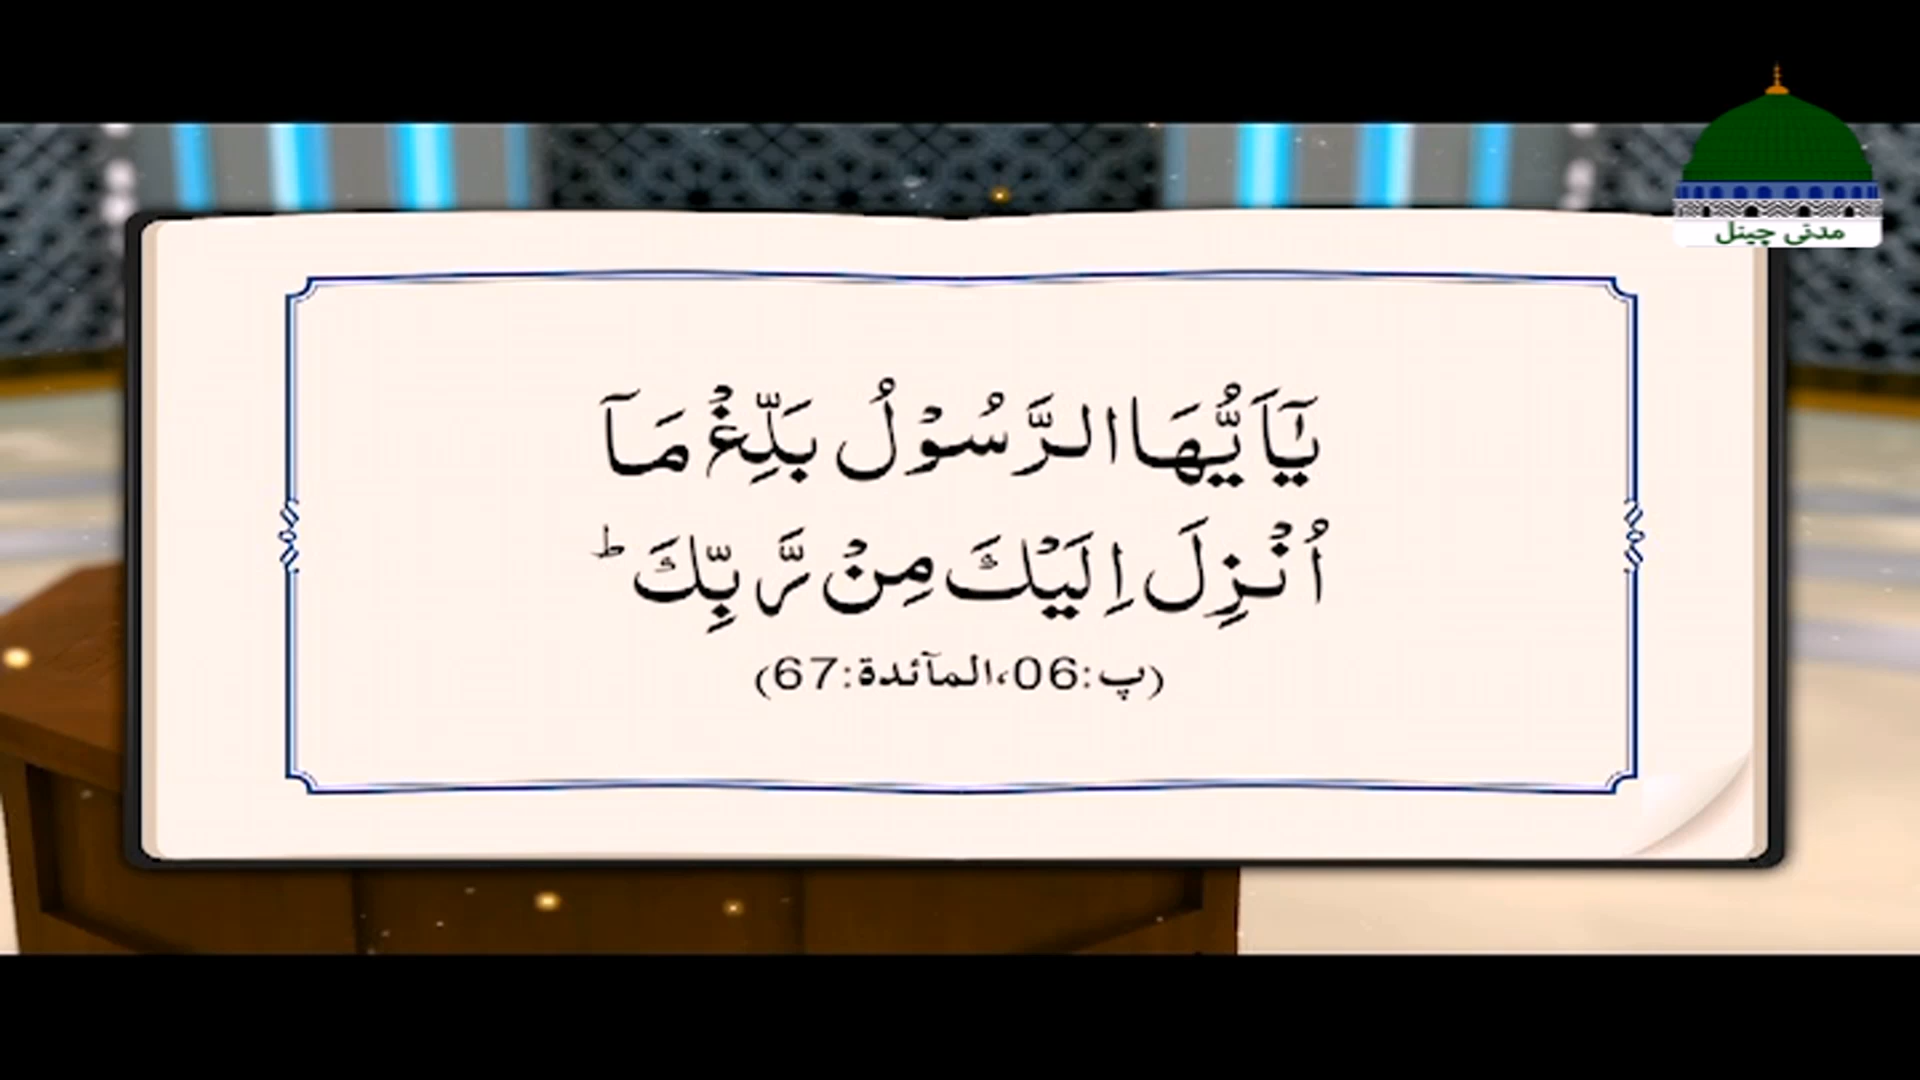 مدنی چینل
یٰۤاَیُّهَا الرَّسُوْلُ بَلِّغْ مَاۤ
اُنْزِلَ اِلَیْكَ مِنْ رَّبِّكَؕ
(پ:06،المآئدة:67)